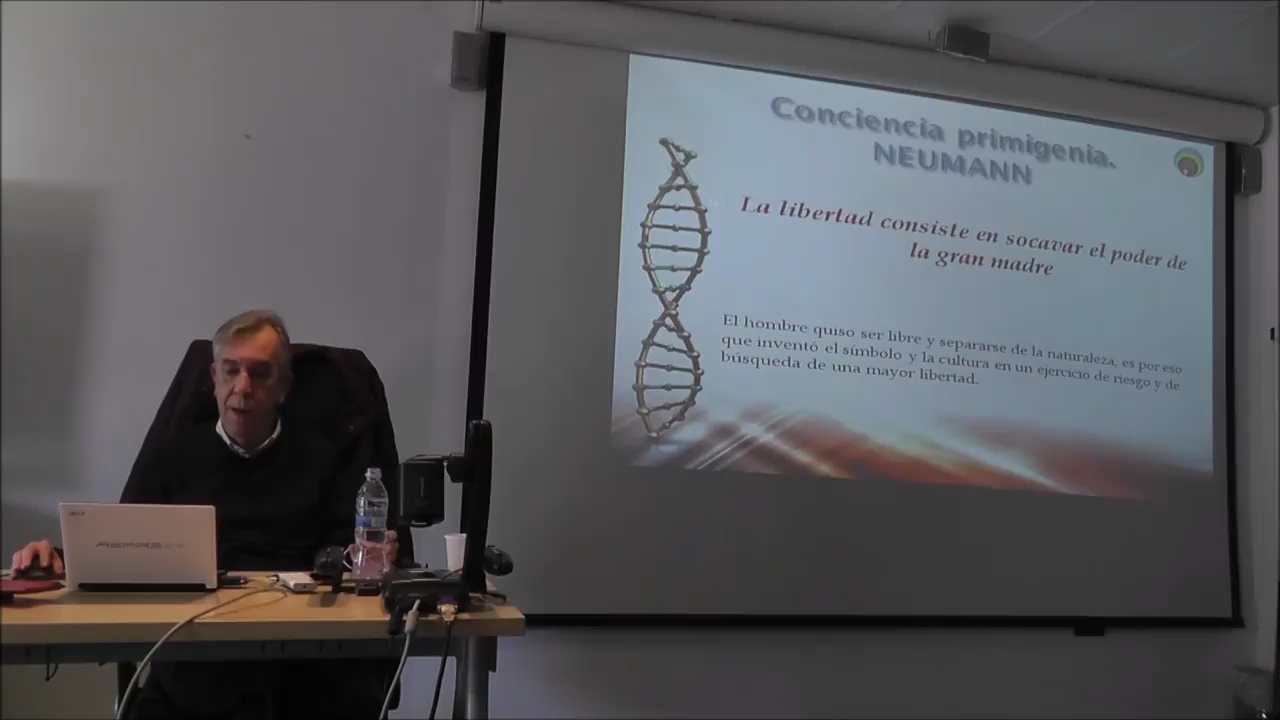 Conciencia primigenia.
NEUMANN
La libertad consiste en socavar el poder de
la gran madre
El hombre quiso ser libre y separarse de la naturaleza, es por eso
que inventó el símbolo y la cultura en un ejercicio de riesgo y de
búsqueda de una mayor libertad.
acer